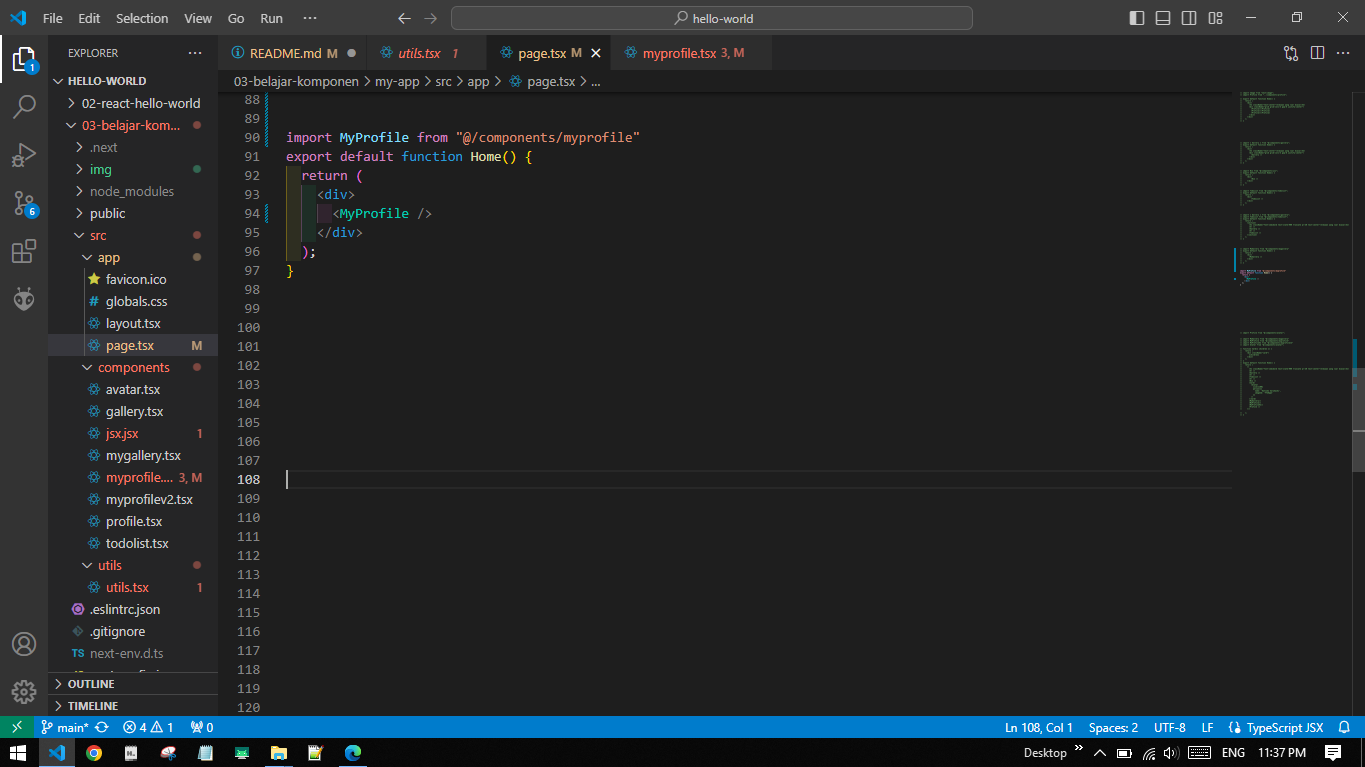 File Edit Selection View Go Run ··· hello-world
EXPLORER ···
README.md M
utils.tsx 1
page.tsx M
myprofile.tsx 3, M
HELLO-WORLD
03-belajar-komponen > my-app > src > app > page.tsx > ...
02-react-hello-world
03-belajar-kom...
.next
img
node_modules
public
src
app
favicon.ico
globals.css
layout.tsx
page.tsx M
components
avatar.tsx
gallery.tsx
jsx.jsx 1
mygallery.tsx
myprofile.... 3, M
myprofilev2.tsx
profile.tsx
todolist.tsx
utils
utils.tsx 1
.eslintrc.json
.gitignore
TS next-env.d.ts
OUTLINE
TIMELINE
88
89
90 import MyProfile from "@/components/myprofile"
91 export default function Home() {
92 return (
93 <div>
94 <MyProfile />
95 </div>
96 );
97 }
98
99
100
101
102
103
104
105
106
107
108
109
110
111
112
113
114
115
116
117
118
119
120
1
6
main* 4 1 0
Ln 108, Col 1 Spaces: 2 UTF-8 LF TypeScript JSX
Desktop » ENG 11:37 PM